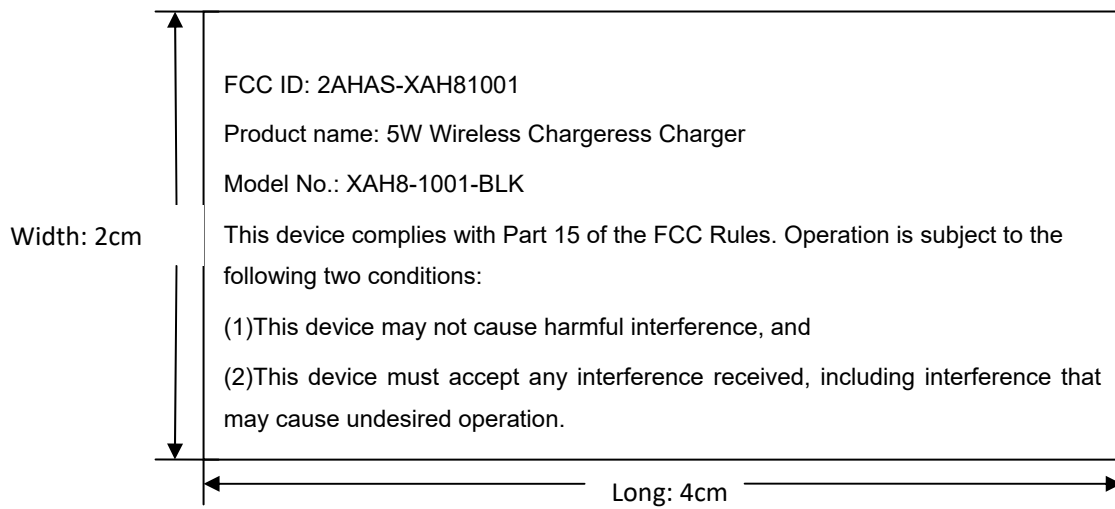 FCC ID: 2AHAS-XAH81001
Product name: 5W Wireless Chargeress Charger
Model No.: XAH8-1001-BLK
Width: 2cm
This device complies with Part 15 of the FCC Rules. Operation is subject to the
following two conditions:
(1)This device may not cause harmful interference, and
(2)This device must accept any interference received, including interference that
may cause undesired operation.
Long: 4cm